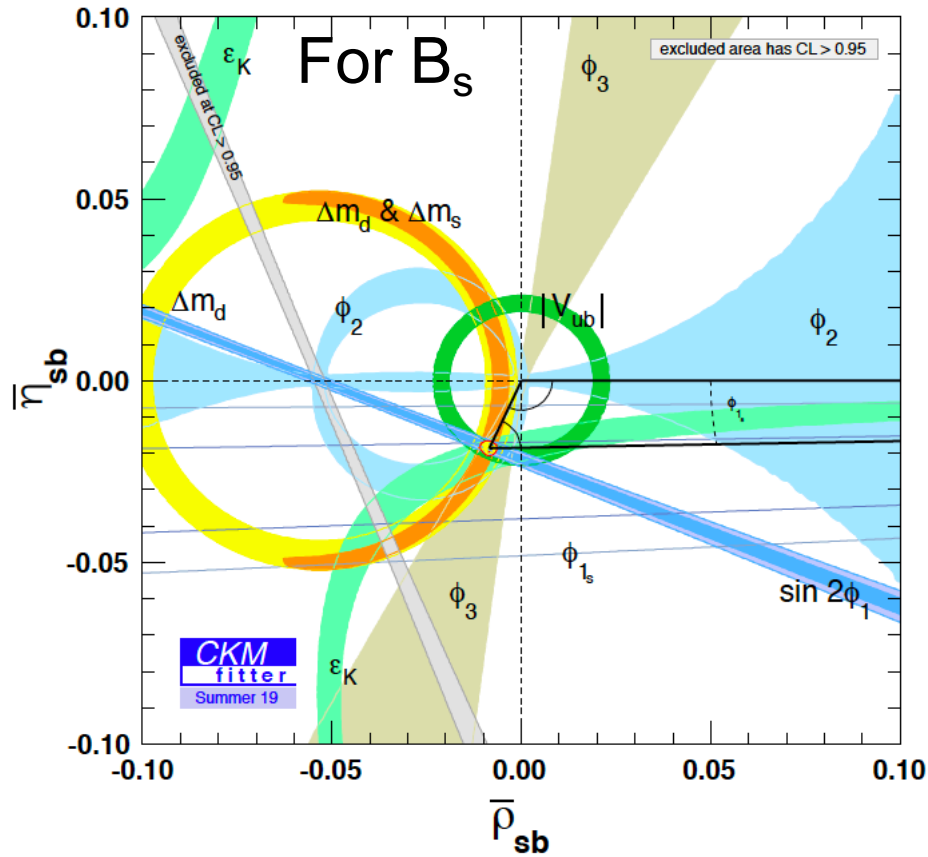 0.10
0.05
0.00
-0.05
-0.10
-0.10
-0.05
0.00
0.05
0.10
η̅sb
ρ̅sb
For Bs
excluded area has CL > 0.95
excluded at CL > 0.95
εK
ϕ3
Δmd & Δms
Δmd
ϕ2
|Vub|
ϕ2
ϕ1s
ϕ1s
sin 2ϕ1
ϕ3
εK
CKM
fitter
Summer 19